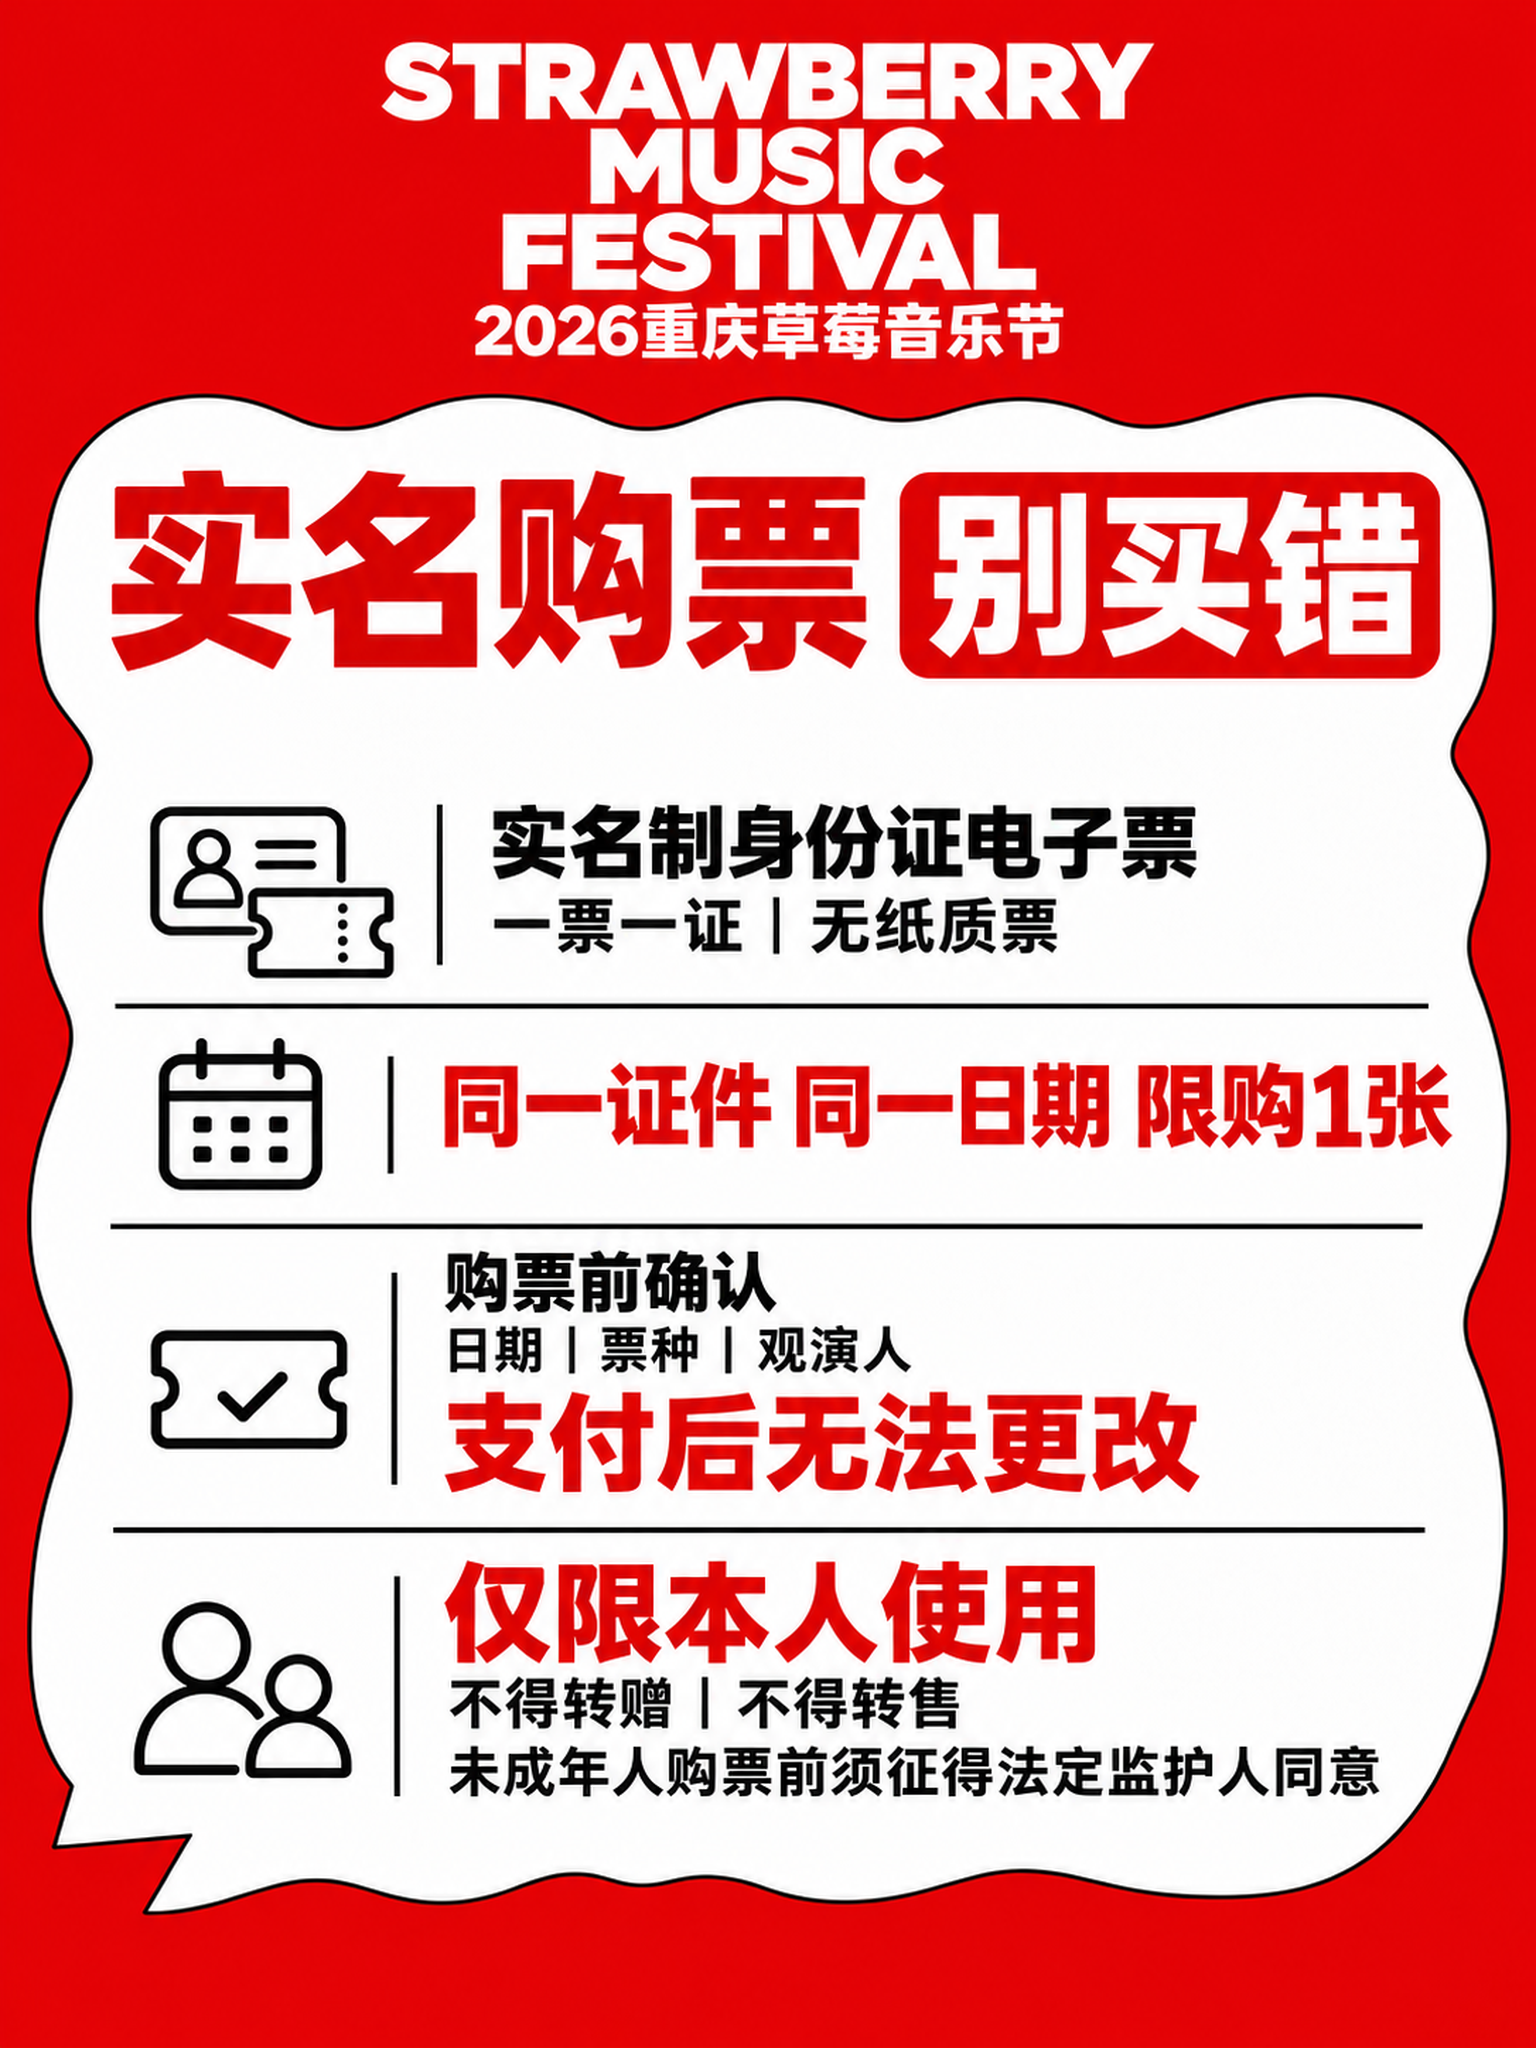 STRAWBERRY
MUSIC
FESTIVAL
2026重庆草莓音乐节
实名购票 别买错
实名制身份证电子票
一票一证 | 无纸质票
同一证件 同一日期 限购1张
购票前确认
日期 | 票种 | 观演人
支付后无法更改
仅限本人使用
不得转赠 | 不得转售
未成年人购票前须征得法定监护人同意